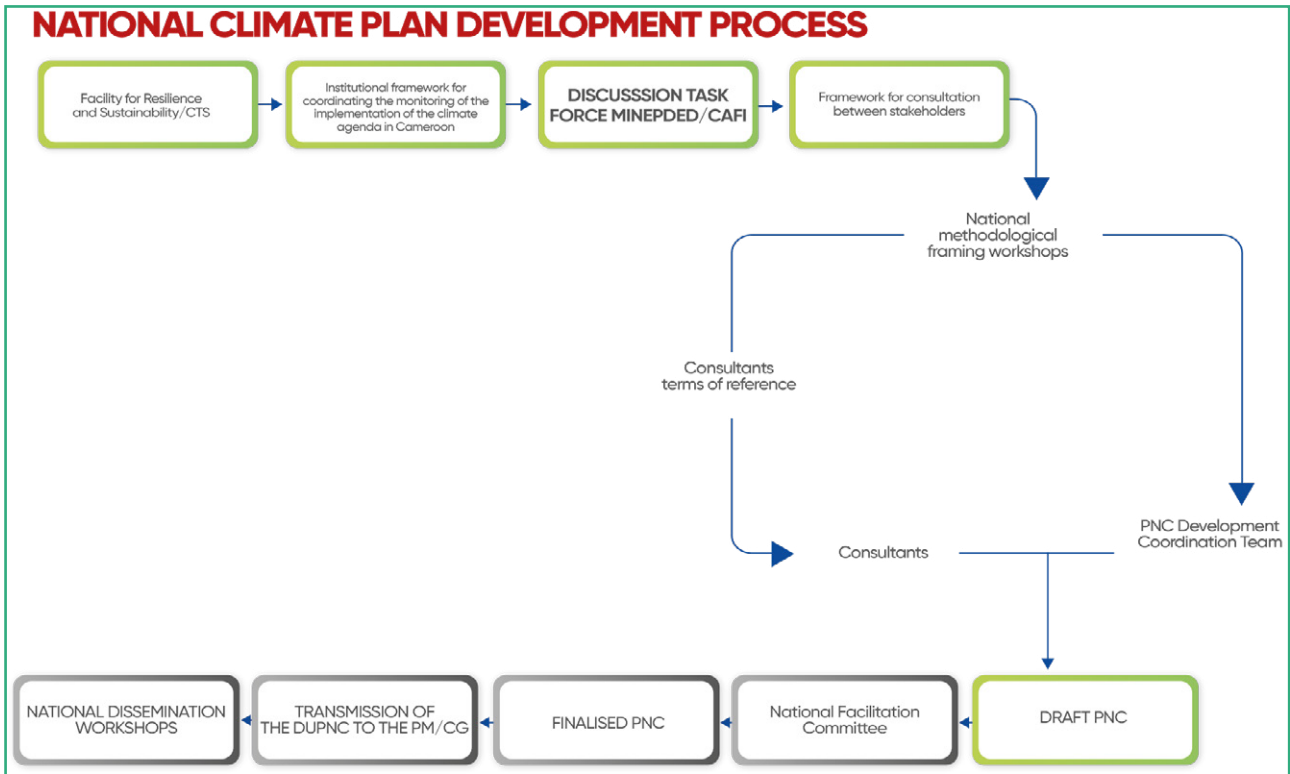 NATIONAL CLIMATE PLAN DEVELOPMENT PROCESS
Facility for Resilience
and Sustainability/CTS
Institutional framework for
coordinating the monitoring of the
implementation of the climate
agenda in Cameroon
DISCUSSSION TASK
FORCE MINEPDED/CAFI
Framework for consultation
between stakeholders
National
methodological
framing workshops
Consultants
terms of reference
Consultants
PNC Development
Coordination Team
NATIONAL DISSEMINATION
WORKSHOPS
TRANSMISSION OF
THE DUPNC TO THE PM/CG
FINALISED PNC
National Facilitation
Committee
DRAFT PNC